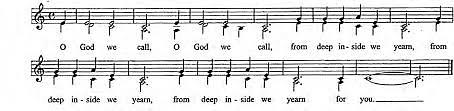 O God we call, O God we call, from deep in-side we yearn, from
deep in-side we yearn, from deep in-side we yearn for you.